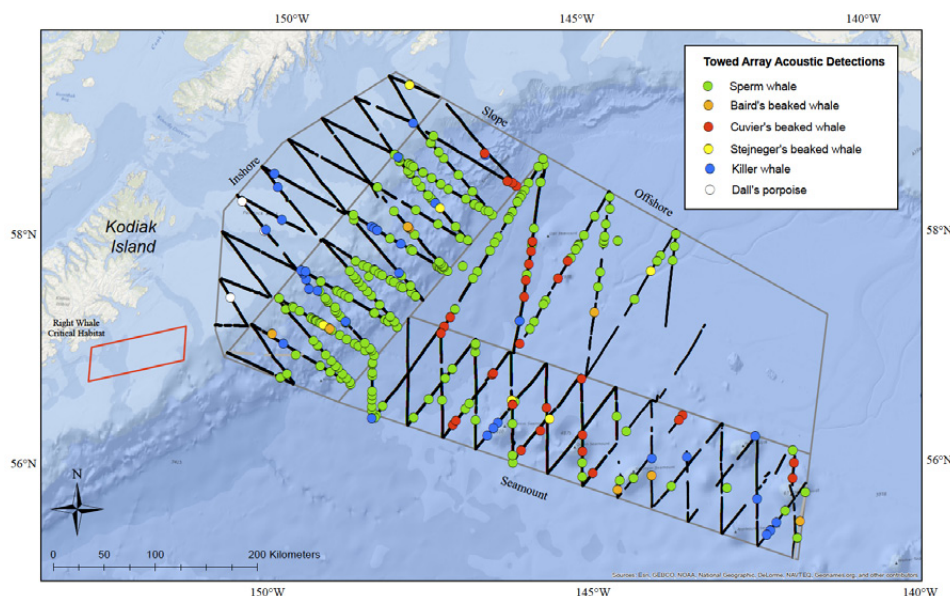 150°W
145°W
140°W
Towed Array Acoustic Detections
Sperm whale
Baird's beaked whale
Cuvier's beaked whale
Stejneger's beaked whale
Killer whale
Dall's porpoise
Slope
Inshore
Offshore
Kodiak
Island
58°N
58°N
Right Whale
Critical Habitat
56°N
56°N
Seamount
N
0
50
100
200 Kilometers
Sources: Esri, GEBCO, NOAA, National Geographic, DeLorme, NAVTEQ, Geonames.org, and other contributors
150°W
145°W
140°W